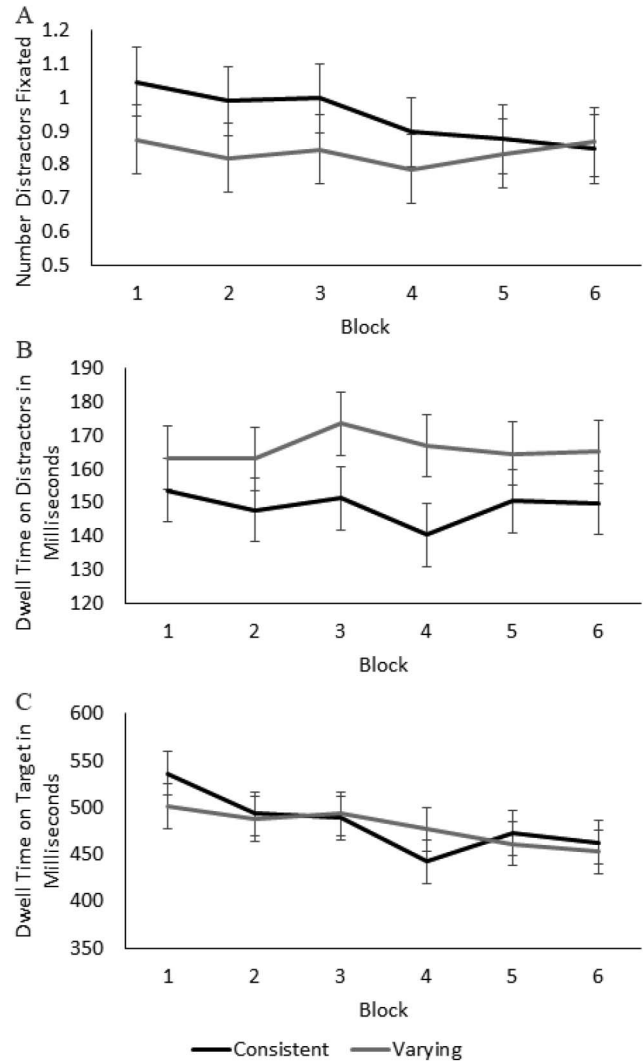 A
Number Distractors Fixated
1.2
1.1
1
0.9
0.8
0.7
0.6
0.5
1 2 3 4 5 6
Block
B
Dwell Time on Distractors in
Milliseconds
190
180
170
160
150
140
130
120
1 2 3 4 5 6
Block
C
Dwell Time on Target in
Milliseconds
600
550
500
450
400
350
1 2 3 4 5 6
Block
Consistent Varying